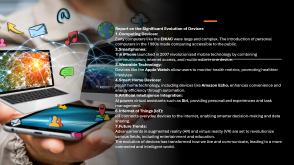 Report on the Significant Evolution of Devices
1. Computing Devices:
Early computers like the ENIAC were large and complex. The introduction of personal
computers in the 1980s made computing accessible to the public.
2. Smartphones:
The iPhone launched in 2007 revolutionized mobile technology by combining
communication, internet access, and multimedia in one device.
3. Wearable Technology:
Devices like the Apple Watch allow users to monitor health metrics, promoting healthier
lifestyles.
4. Smart Home Devices:
Smart home technology, including devices like Amazon Echo, enhances convenience and
energy efficiency through automation.
5. Artificial Intelligence Integration:
AI powers virtual assistants such as Siri, providing personalized experiences and task
management.
6. Internet of Things (IoT):
IoT connects everyday devices to the internet, enabling smarter decision-making and data
sharing.
7. Future Trends:
Advancements in augmented reality (AR) and virtual reality (VR) are set to revolutionize
various fields, including entertainment and education.
The evolution of devices has transformed how we live and communicate, leading to a more
connected and intelligent world.